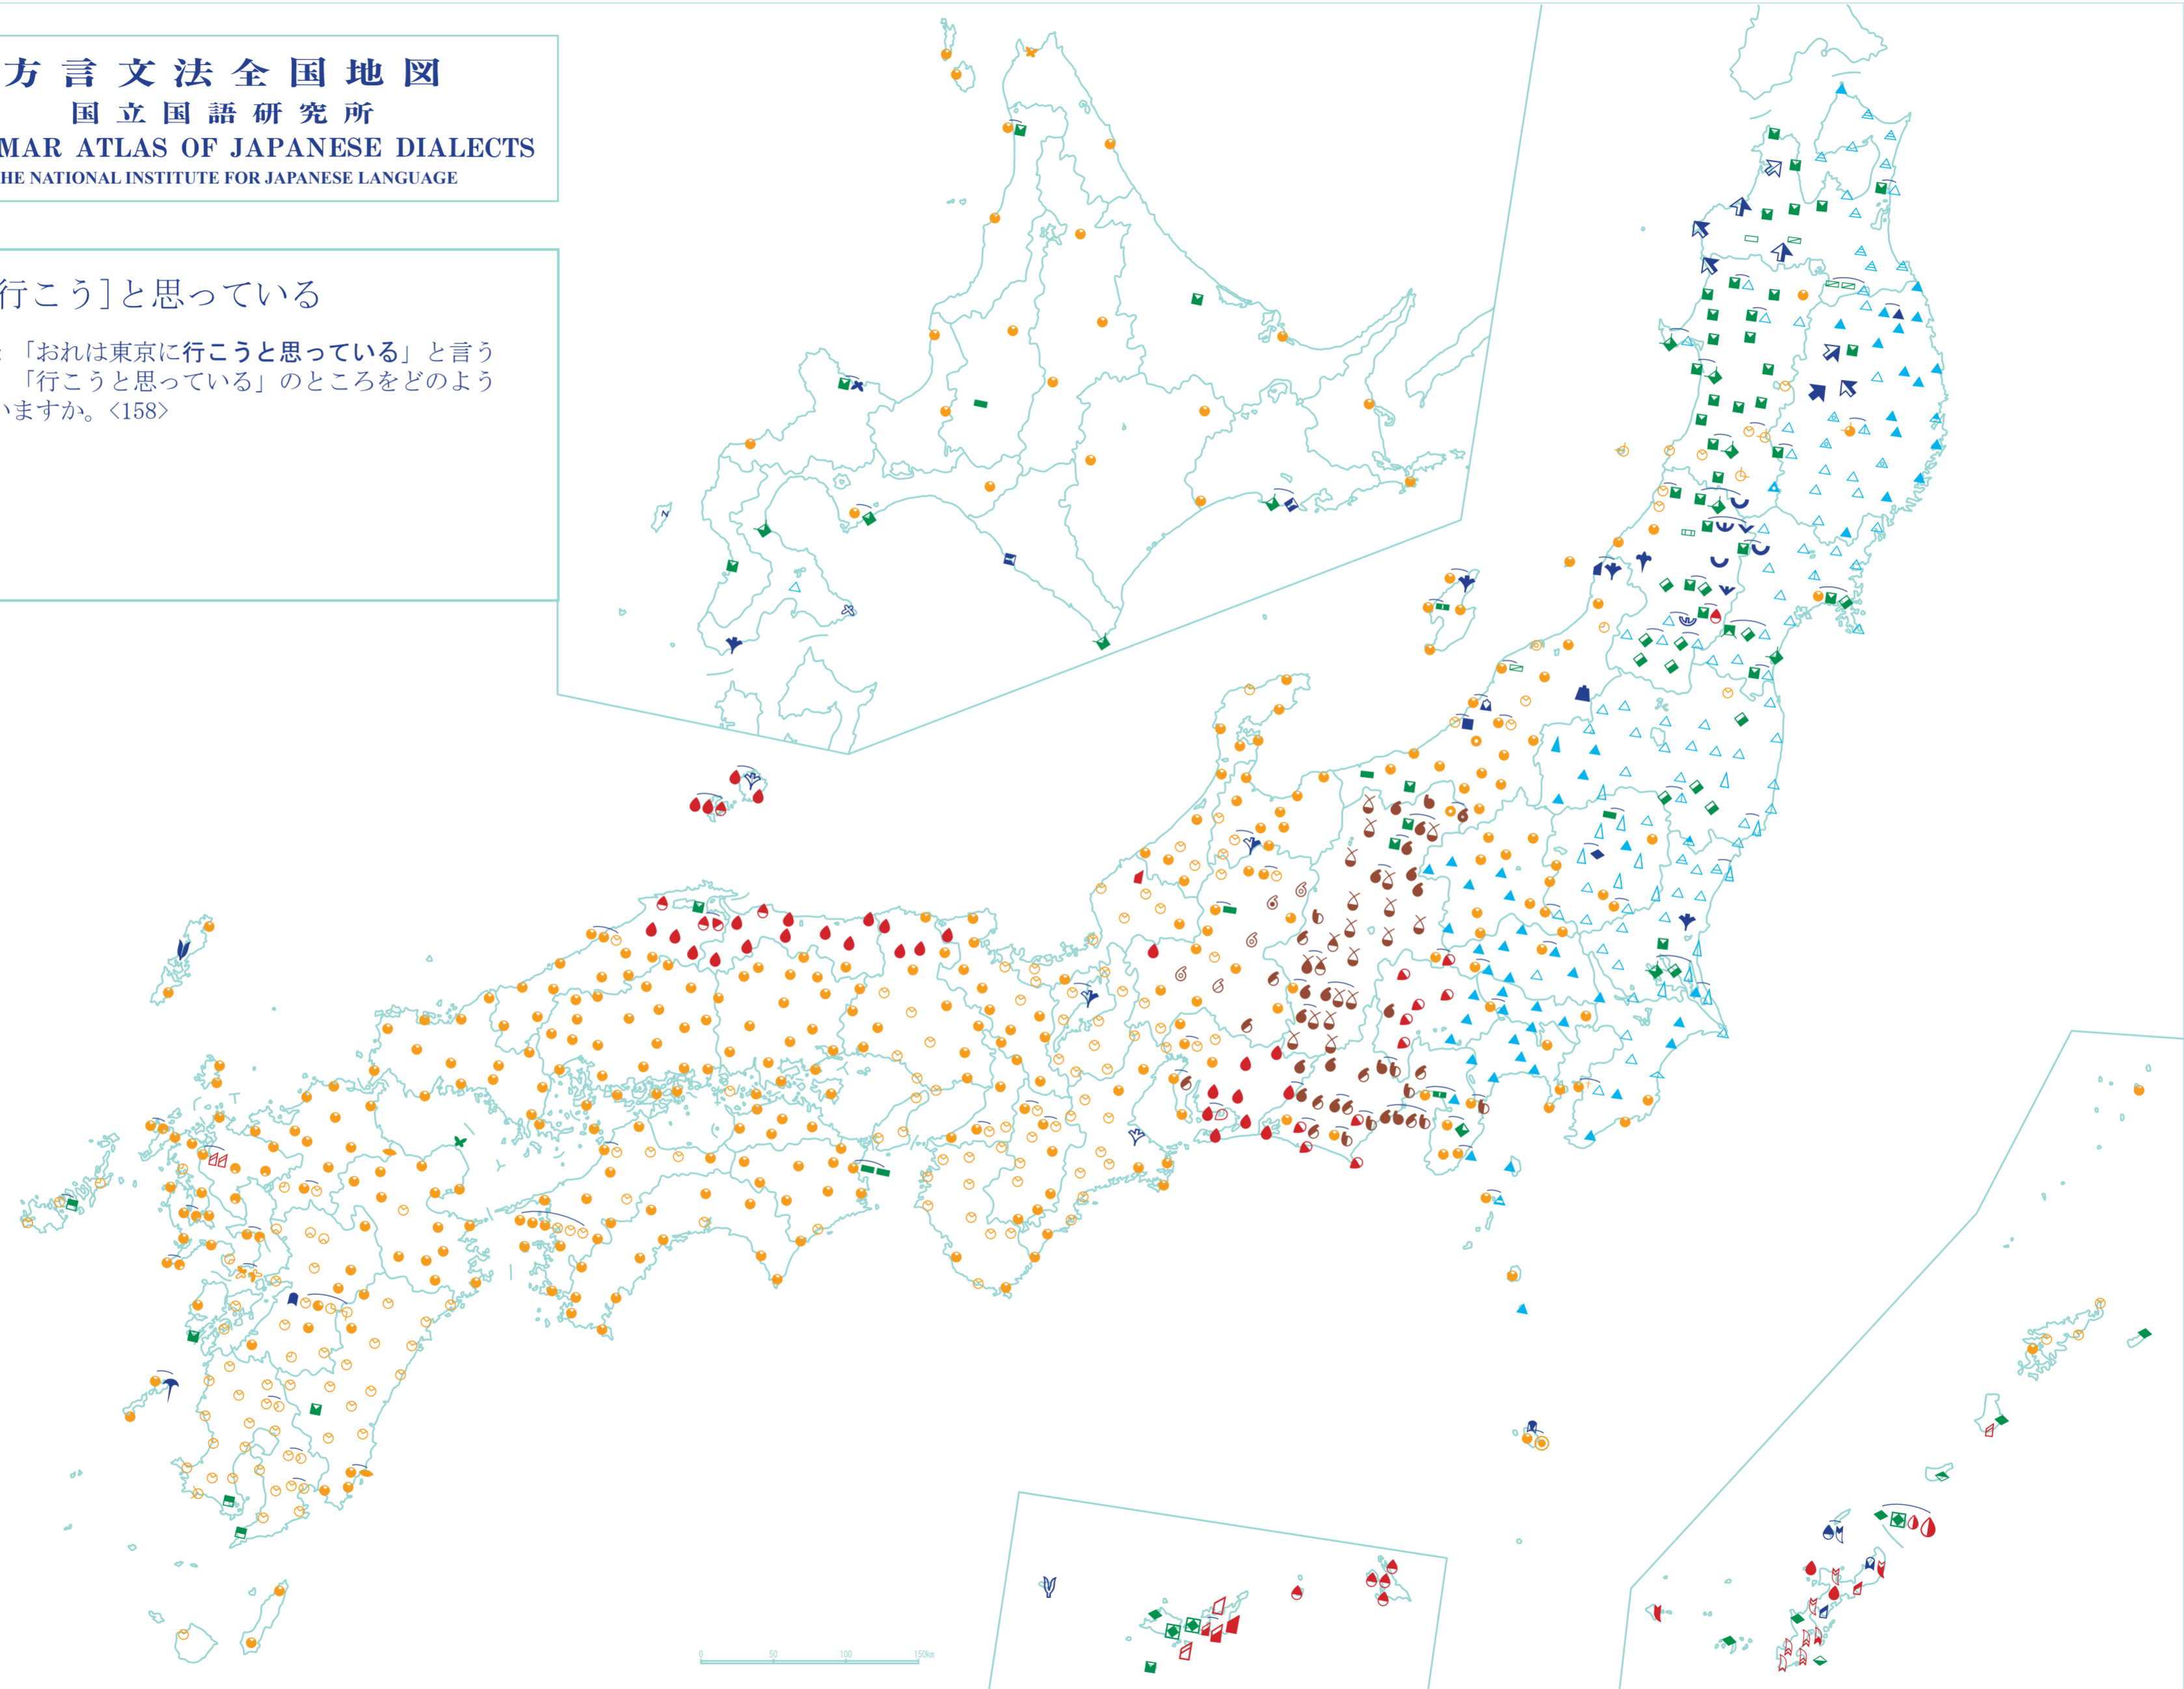 方言文法全国地図
国立国語研究所
MAR ATLAS OF JAPANESE DIALECTS
HE NATIONAL INSTITUTE FOR JAPANESE LANGUAGE
行こう]と思っている
:「おれは東京に行こうと思っている」と言う
「行こうと思っている」のところをどのよう
いますか。<158>
0 50 100 150km